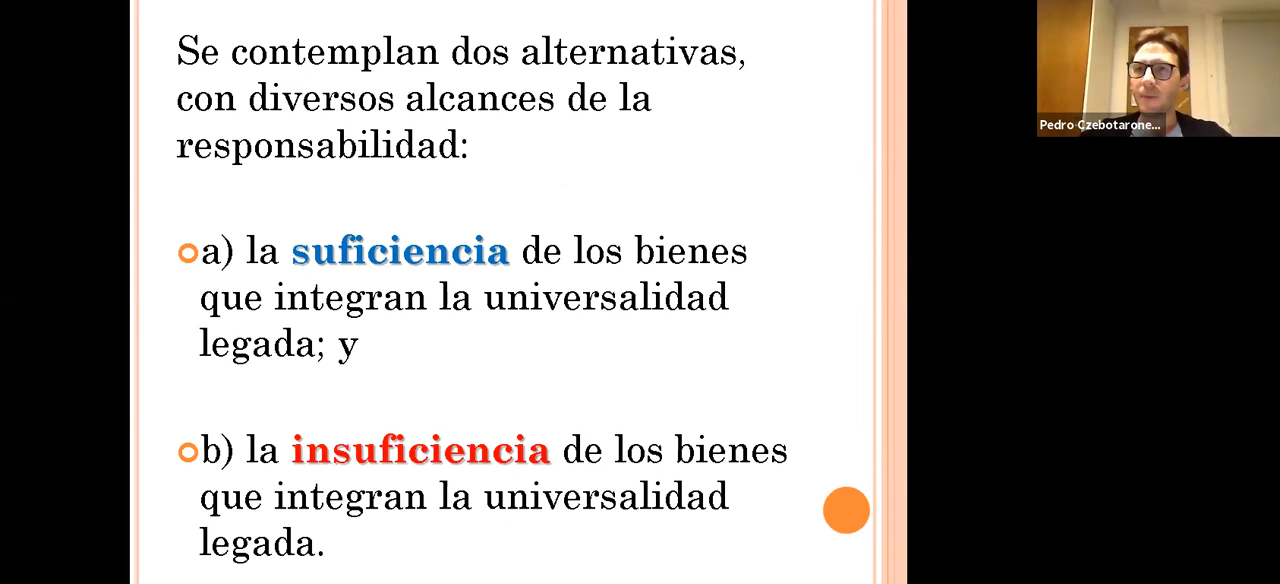 Se contemplan dos alternativas,
con diversos alcances de la
responsabilidad:
a) la suficiencia de los bienes
que integran la universalidad
legada; y
b) la insuficiencia de los bienes
que integran la universalidad
legada.
Pedro Czebotarone...